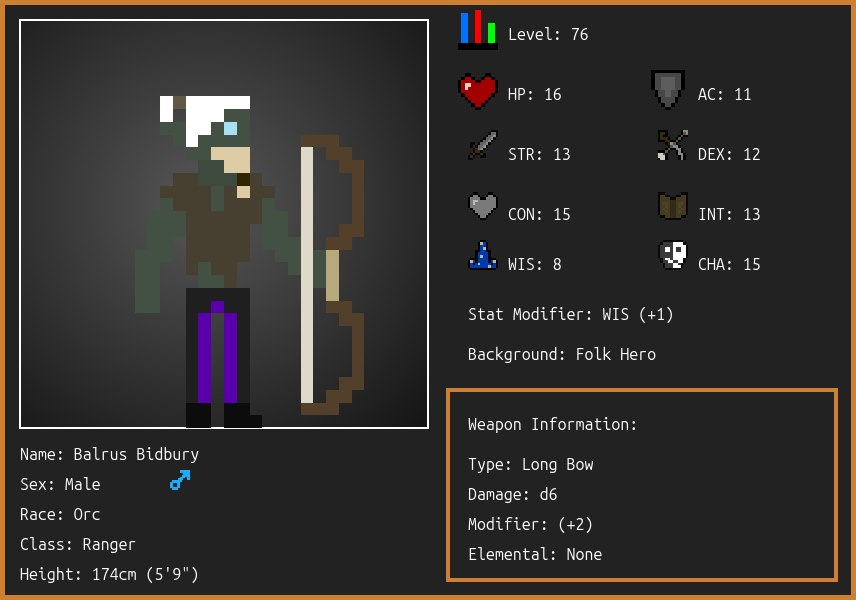 Level: 76
HP: 16
AC: 11
STR: 13
DEX: 12
CON: 15
INT: 13
WIS: 8
CHA: 15
Stat Modifier: WIS (+1)
Background: Folk Hero
Weapon Information:
Type: Long Bow
Damage: d6
Modifier: (+2)
Elemental: None
Name: Balrus Bidbury
Sex: Male
Race: Orc
Class: Ranger
Height: 174cm (5'9")